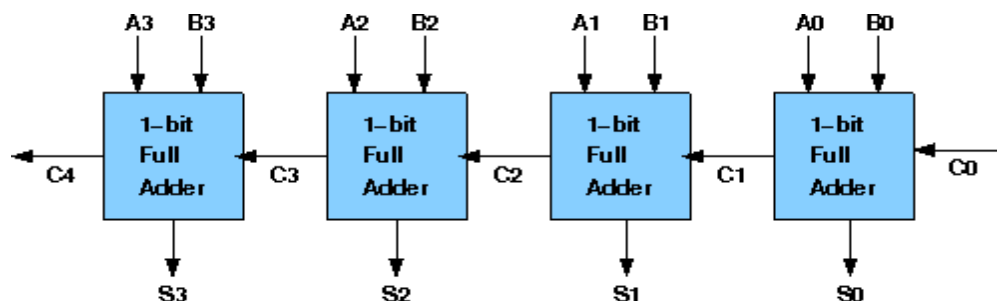 A3 B3 A2 B2 A1 B1 A0 B0
1-bit Full Adder
1-bit Full Adder
1-bit Full Adder
1-bit Full Adder
C4 C3 C2 C1 C0
S3 S2 S1 S0